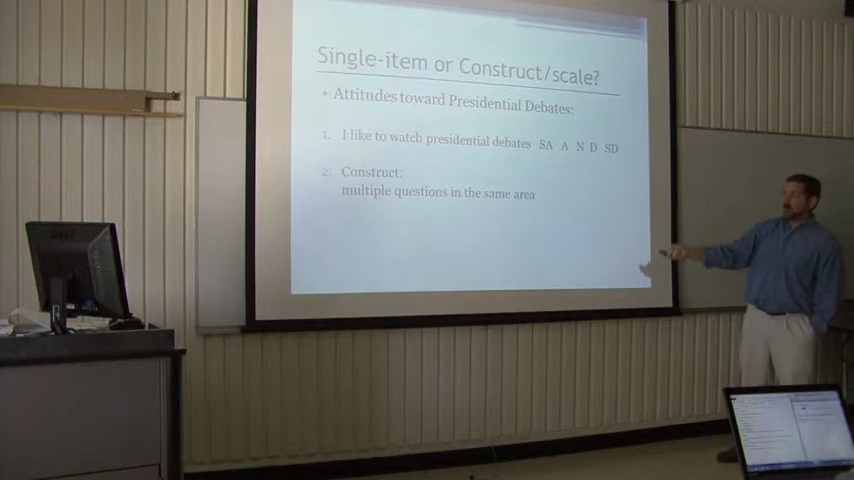 Single-item or Construct/scale?
• Attitudes toward Presidential Debates:
1. I like to watch presidential debates SA A N D SD
2. Construct:
multiple questions in the same area